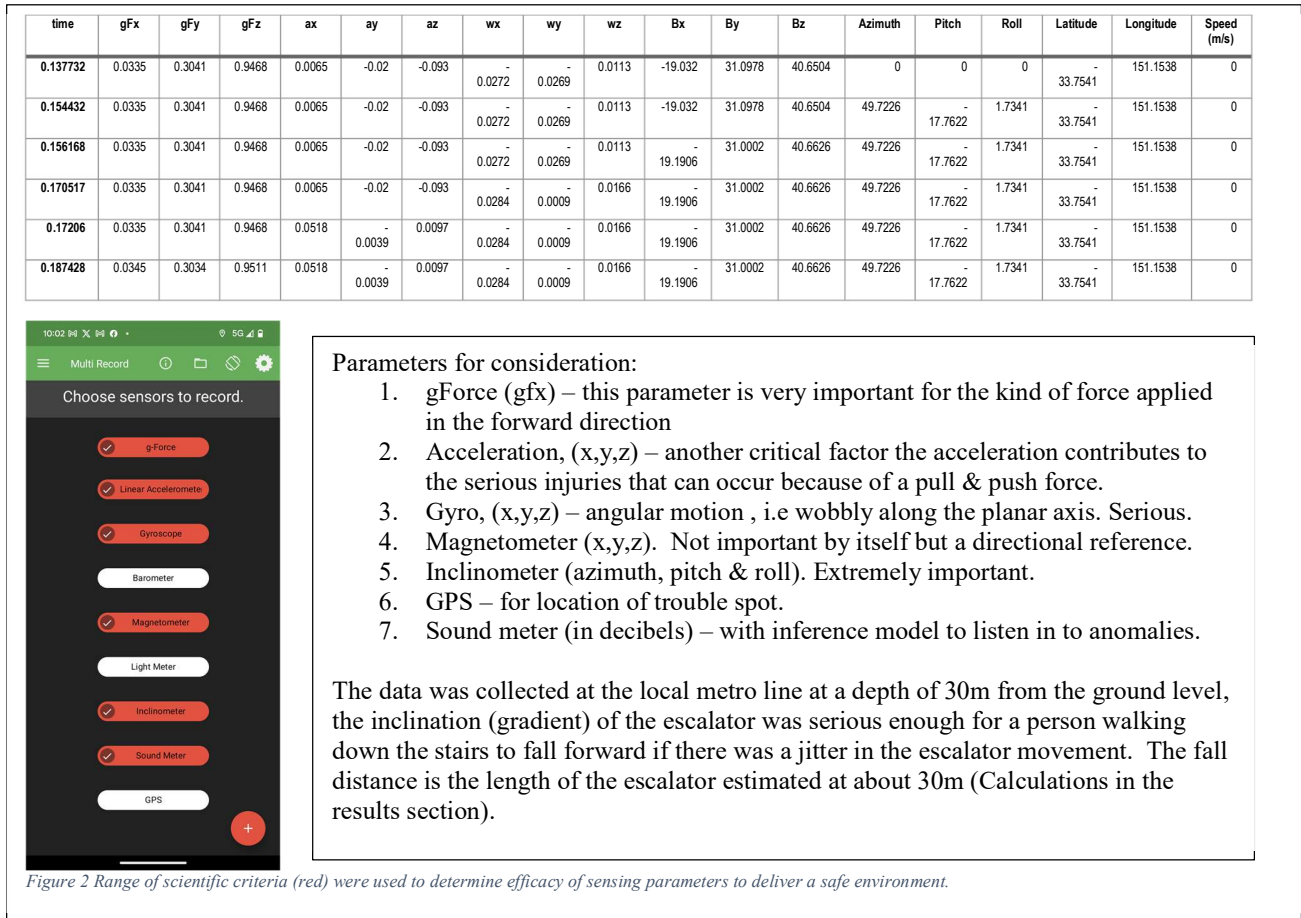 time gFx gFy gFz ax ay az wx wy wz Bx By Bz Azimuth Pitch Roll Latitude Longitude Speed (m/s)
0.137732 0.0335 0.3041 0.9468 0.0065 -0.02 -0.093 -0.0272 -0.0269 0.0113 -19.032 31.0978 40.6504 0 0 0 -33.7541 151.1538 0
0.154432 0.0335 0.3041 0.9468 0.0065 -0.02 -0.093 -0.0272 -0.0269 0.0113 -19.032 31.0978 40.6504 49.7226 -17.7622 1.7341 -33.7541 151.1538 0
0.156168 0.0335 0.3041 0.9468 0.0065 -0.02 -0.093 -0.0272 -0.0269 0.0113 -19.1906 31.0002 40.6626 49.7226 -17.7622 1.7341 -33.7541 151.1538 0
0.170517 0.0335 0.3041 0.9468 0.0065 -0.02 -0.093 -0.0284 -0.0009 0.0166 -19.1906 31.0002 40.6626 49.7226 -17.7622 1.7341 -33.7541 151.1538 0
0.17206 0.0335 0.3041 0.9468 0.0518 -0.0039 0.0097 -0.0284 -0.0009 0.0166 -19.1906 31.0002 40.6626 49.7226 -17.7622 1.7341 -33.7541 151.1538 0
0.187428 0.0345 0.3034 0.9511 0.0518 -0.0039 0.0097 -0.0284 -0.0009 0.0166 -19.1906 31.0002 40.6626 49.7226 -17.7622 1.7341 -33.7541 151.1538 0
10:02 5G
Multi Record
Choose sensors to record.
g-Force
Linear Acceleromete
Gyroscope
Barometer
Magnetometer
Light Meter
Inclinometer
Sound Meter
GPS
+
Parameters for consideration:
1. gForce (gfx) – this parameter is very important for the kind of force applied
in the forward direction
2. Acceleration, (x,y,z) – another critical factor the acceleration contributes to
the serious injuries that can occur because of a pull & push force.
3. Gyro, (x,y,z) – angular motion , i.e wobbly along the planar axis. Serious.
4. Magnetometer (x,y,z). Not important by itself but a directional reference.
5. Inclinometer (azimuth, pitch & roll). Extremely important.
6. GPS – for location of trouble spot.
7. Sound meter (in decibels) – with inference model to listen in to anomalies.
The data was collected at the local metro line at a depth of 30m from the ground level,
the inclination (gradient) of the escalator was serious enough for a person walking
down the stairs to fall forward if there was a jitter in the escalator movement. The fall
distance is the length of the escalator estimated at about 30m (Calculations in the
results section).
Figure 2 Range of scientific criteria (red) were used to determine efficacy of sensing parameters to deliver a safe environment.